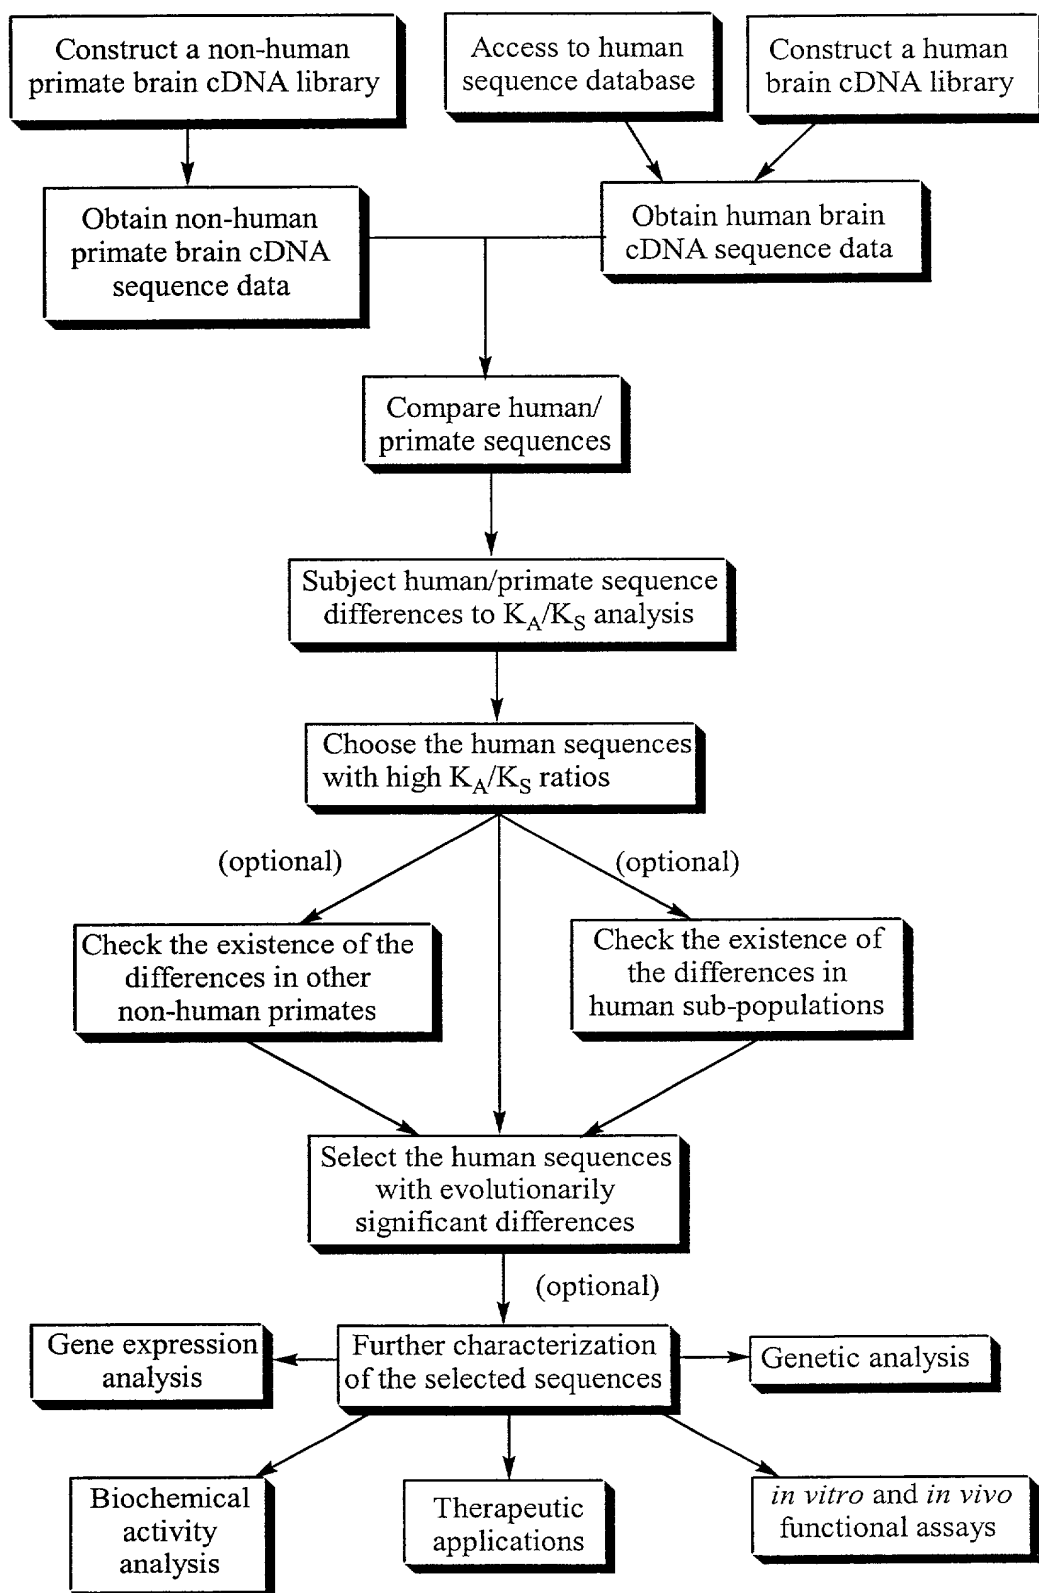 Construct a non-human
primate brain cDNA library
Access to human
sequence database
Construct a human
brain cDNA library
Obtain non-human
primate brain cDNA
sequence data
Obtain human brain
cDNA sequence data
Compare human/
primate sequences
Subject human/primate sequence
differences to K_A/K_S analysis
Choose the human sequences
with high K_A/K_S ratios
(optional)
(optional)
Check the existence of the
differences in other
non-human primates
Check the existence of
the differences in
human sub-populations
Select the human sequences
with evolutionarily
significant differences
(optional)
Gene expression
analysis
Further characterization
of the selected sequences
Genetic analysis
Biochemical
activity
analysis
Therapeutic
applications
in vitro and in vivo
functional assays